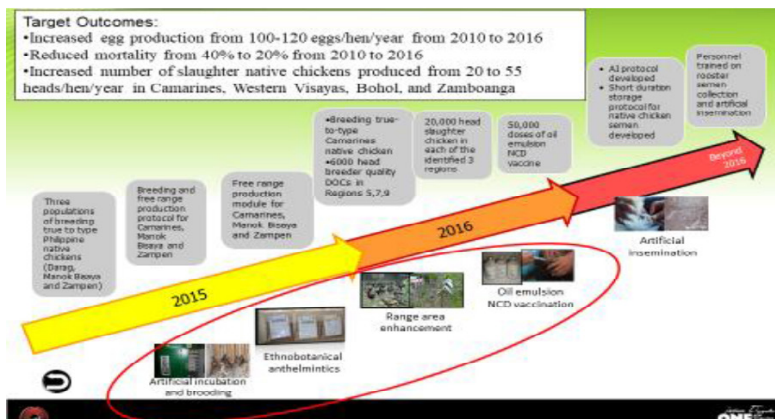 Target Outcomes:
•Increased egg production from 100-120 eggs/hen/year from 2010 to 2016
•Reduced mortality from 40% to 20% from 2010 to 2016
•Increased number of slaughter native chickens produced from 20 to 55
heads/hen/year in Camarines, Western Visayas, Bohol, and Zamboanga
Three
populations of
breeding true
to type
Philippine
native
chickens
(Darag,
Manok Bisaya
and Zampen)
Breeding and
free range
production
protocol for
Camarines,
Manok
Bisaya and
Zampen
Free range
production
module for
Camarines,
Manok Bisaya
and Zampen
•Breeding true-
to-type
Camarines
native chicken
•6000 head
breeder quality
DOCs in
Regions 5,7,9
20,000 head
slaughter
chicken in
each of the
identified 3
regions
50,000
doses of oil
emulsion
NCD
vaccine
• AI protocol
developed
• Short duration
storage
protocol for
native chicken
semen
developed
Personnel
trained on
rooster
semen
collection
and artificial
insemination
2015
2016
Beyond
2016
Artificial incubation
and brooding
Ethnobotanical
anthelmintics
Range area
enhancement
Oil emulsion
NCD vaccination
Artificial
insemination
ONE